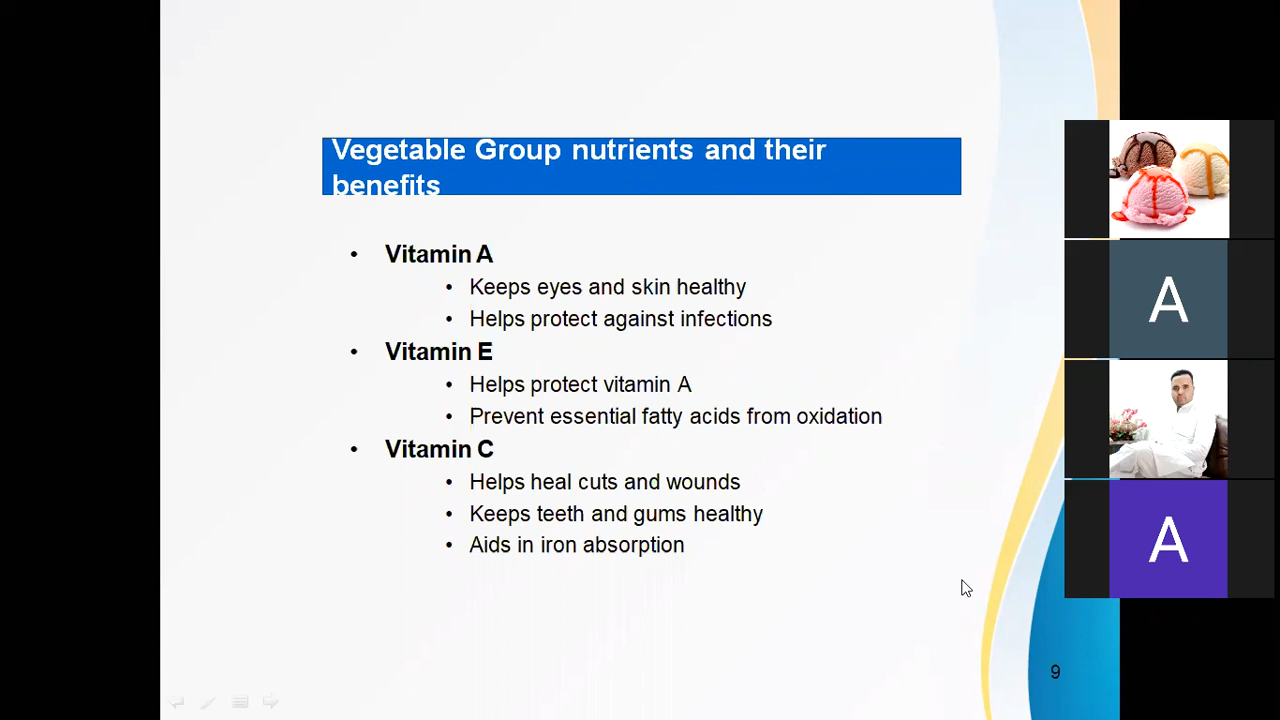 Vegetable Group nutrients and their
benefits
• Vitamin A
• Keeps eyes and skin healthy
• Helps protect against infections
• Vitamin E
• Helps protect vitamin A
• Prevent essential fatty acids from oxidation
• Vitamin C
• Helps heal cuts and wounds
• Keeps teeth and gums healthy
• Aids in iron absorption
9
A
A